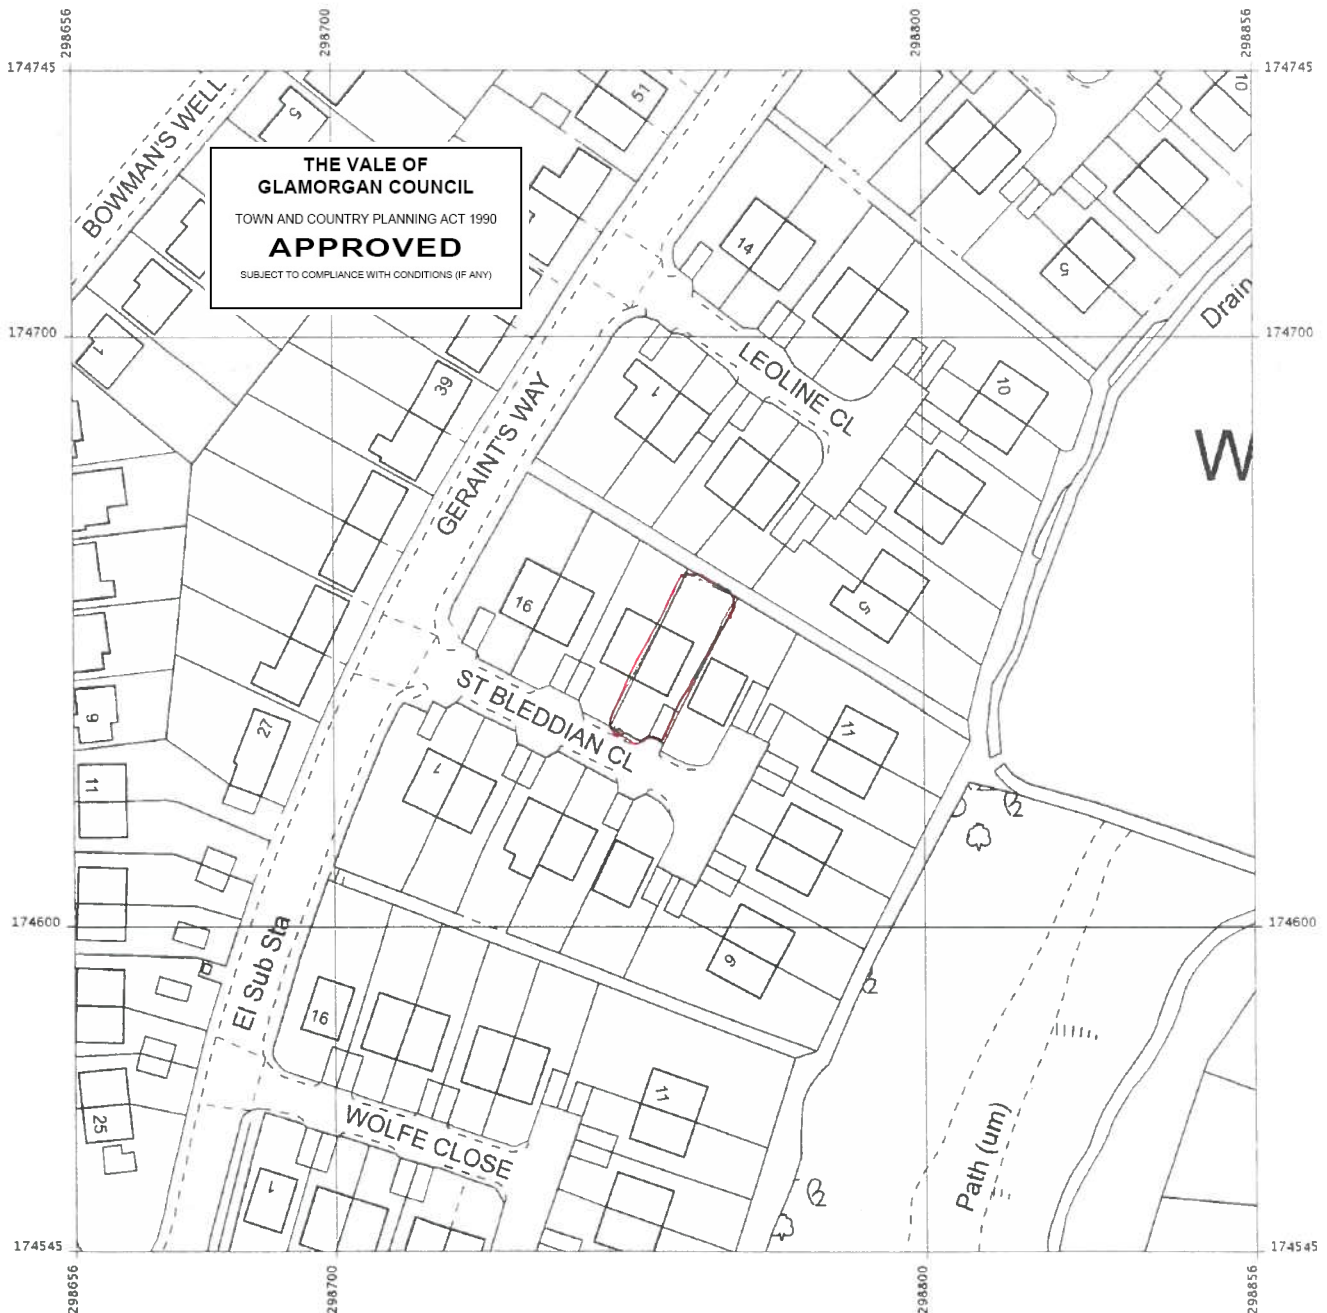 298656
298700
298800
298856
174745
174745
BOWMAN'S WELL
5
51
10
THE VALE OF
GLAMORGAN COUNCIL
TOWN AND COUNTRY PLANNING ACT 1990
APPROVED
SUBJECT TO COMPLIANCE WITH CONDITIONS (IF ANY)
14
5
Drain
174700
174700
1
39
LEOLINE CL
10
1
W
GERAINT'S WAY
16
5
ST BLEDDIAN CL
9
27
11
11
1
174600
174600
El Sub Sta
9
16
11
25
WOLFE CLOSE
Path (um)
1
174545
174545
298656
298700
298800
298856